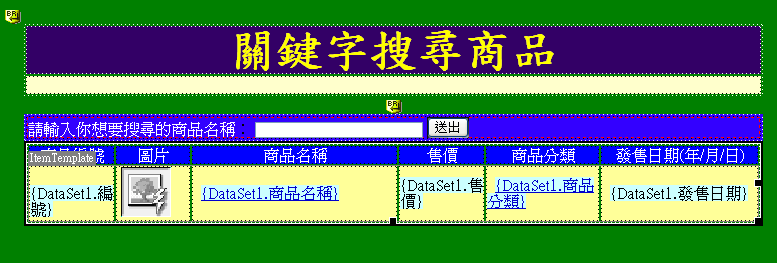 BR
關鍵字搜尋商品
BR
請輸入你想要搜尋的商品名稱： 送出
ItemTemplate 號 圖片 商品名稱 售價 商品分類 發售日期(年/月/日)
{DataSet1.編號} {DataSet1.商品名稱} {DataSet1.售價} {DataSet1.商品分類} {DataSet1.發售日期}